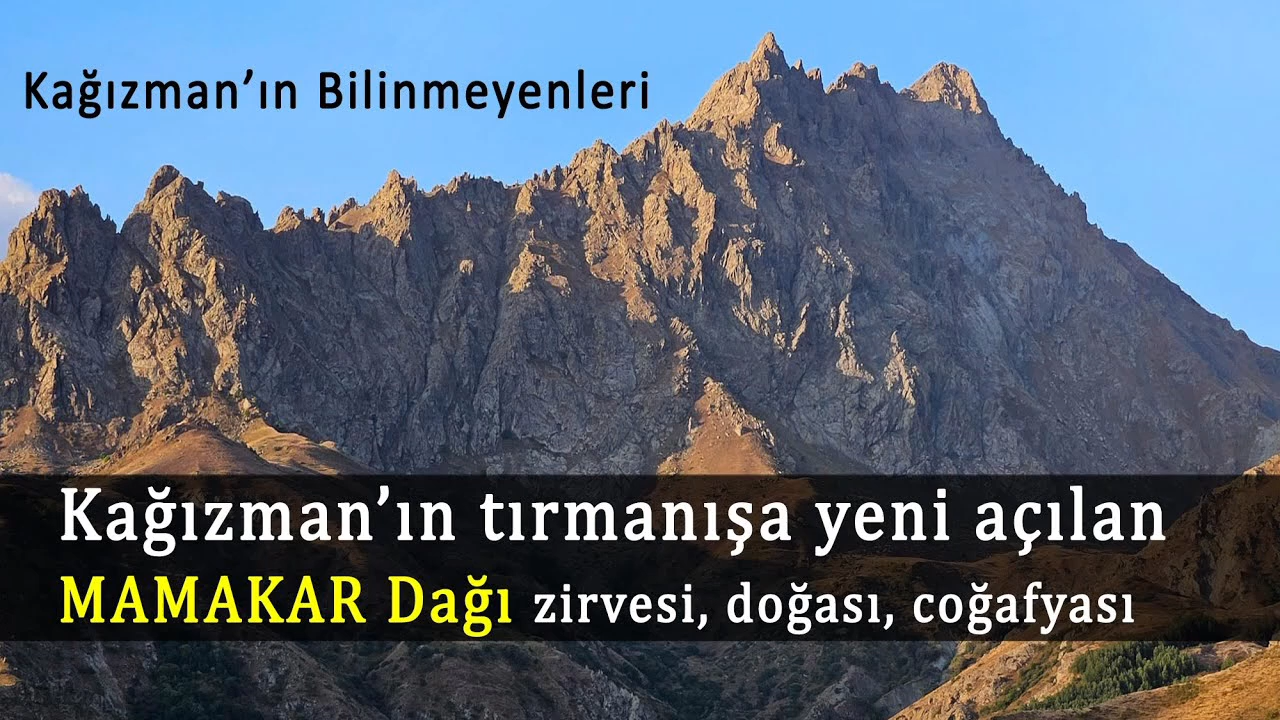 Kağızman’ın Bilinmeyenleri
Kağızman’ın tırmanışa yeni açılan
MAMAKAR Dağı zirvesi, doğası, coğafyası